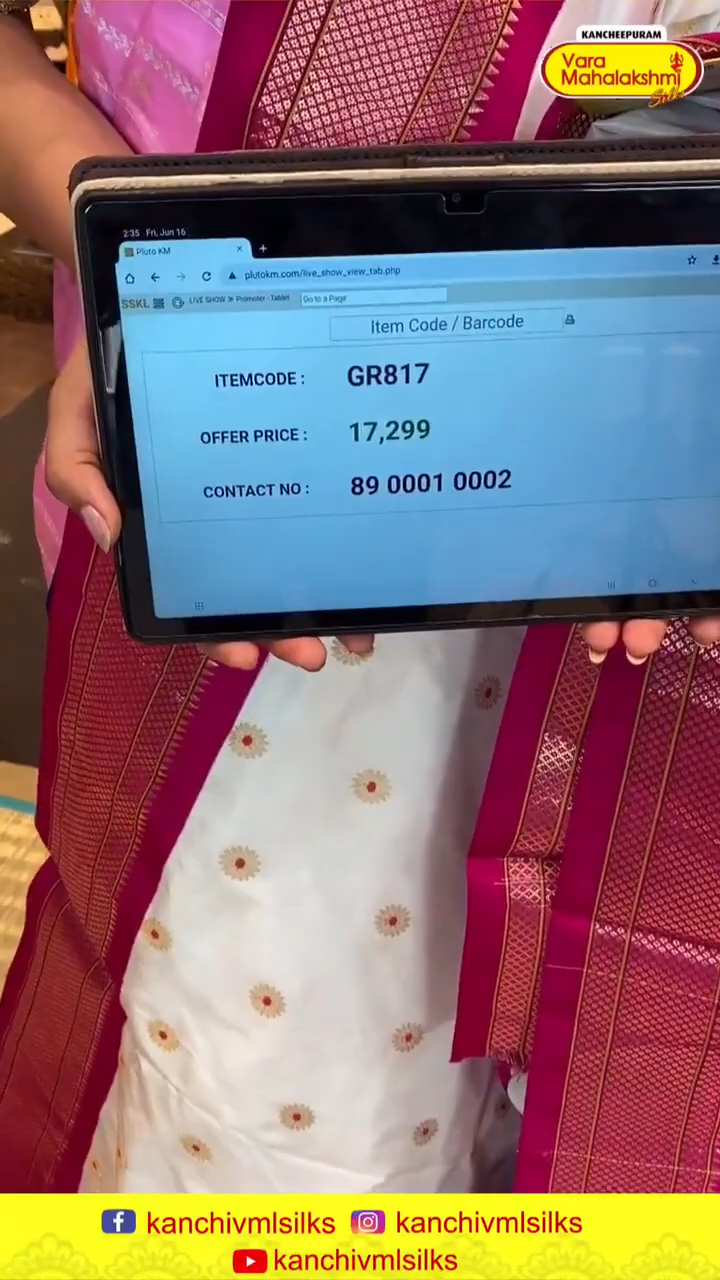 KANCHEEPURAM
Vara
Mahalakshmi
Silks
2:35 Fri, Jun 16
Pluto KM
plutokm.com/live_show_view_tab.php
SSKL
LIVE SHOW > Promoter - Tablet
Go to a Page
Item Code / Barcode
ITEMCODE : GR817
OFFER PRICE : 17,299
CONTACT NO : 89 0001 0002
kanchivmlsilks kanchivmlsilks
kanchivmlsilks